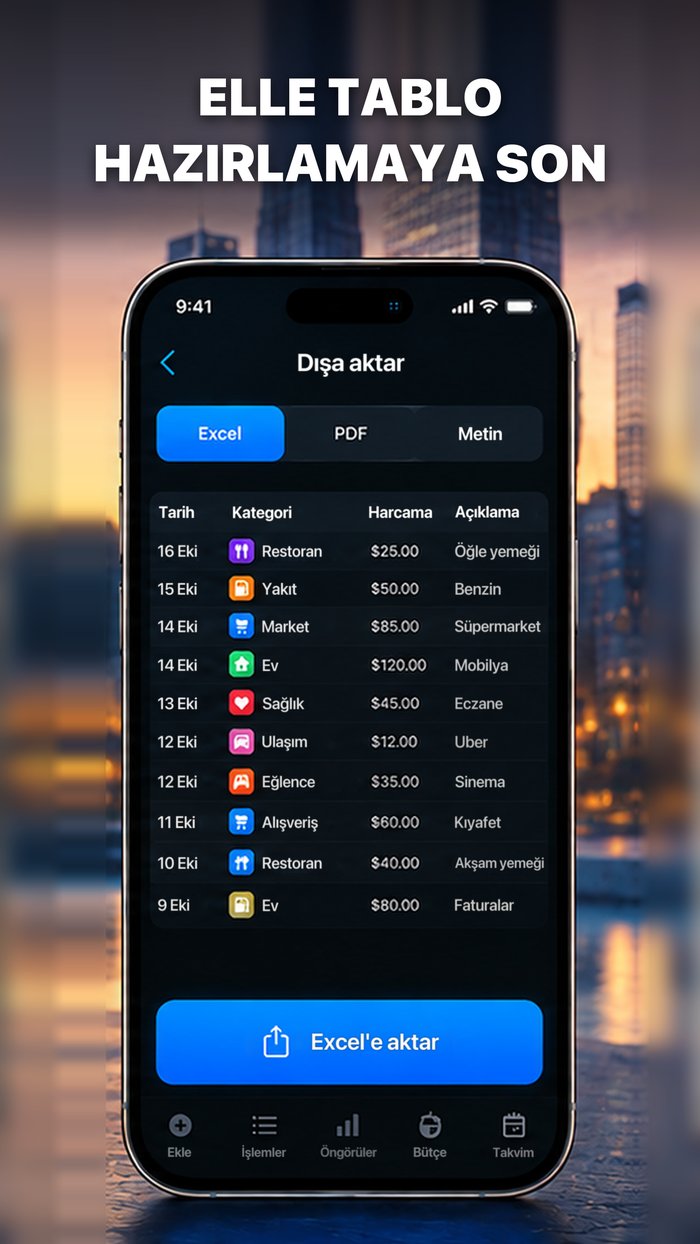 ELLE TABLO
HAZIRLAMAYA SON
9:41
Dışa aktar
Excel PDF Metin
Tarih Kategori Harcama Açıklama
16 Eki Restoran $25.00 Öğle yemeği
15 Eki Yakıt $50.00 Benzin
14 Eki Market $85.00 Süpermarket
14 Eki Ev $120.00 Mobilya
13 Eki Sağlık $45.00 Eczane
12 Eki Ulaşım $12.00 Uber
12 Eki Eğlence $35.00 Sinema
11 Eki Alışveriş $60.00 Kıyafet
10 Eki Restoran $40.00 Akşam yemeği
9 Eki Ev $80.00 Faturalar
Excel'e aktar
Ekle İşlemler Öngörüler Bütçe Takvim